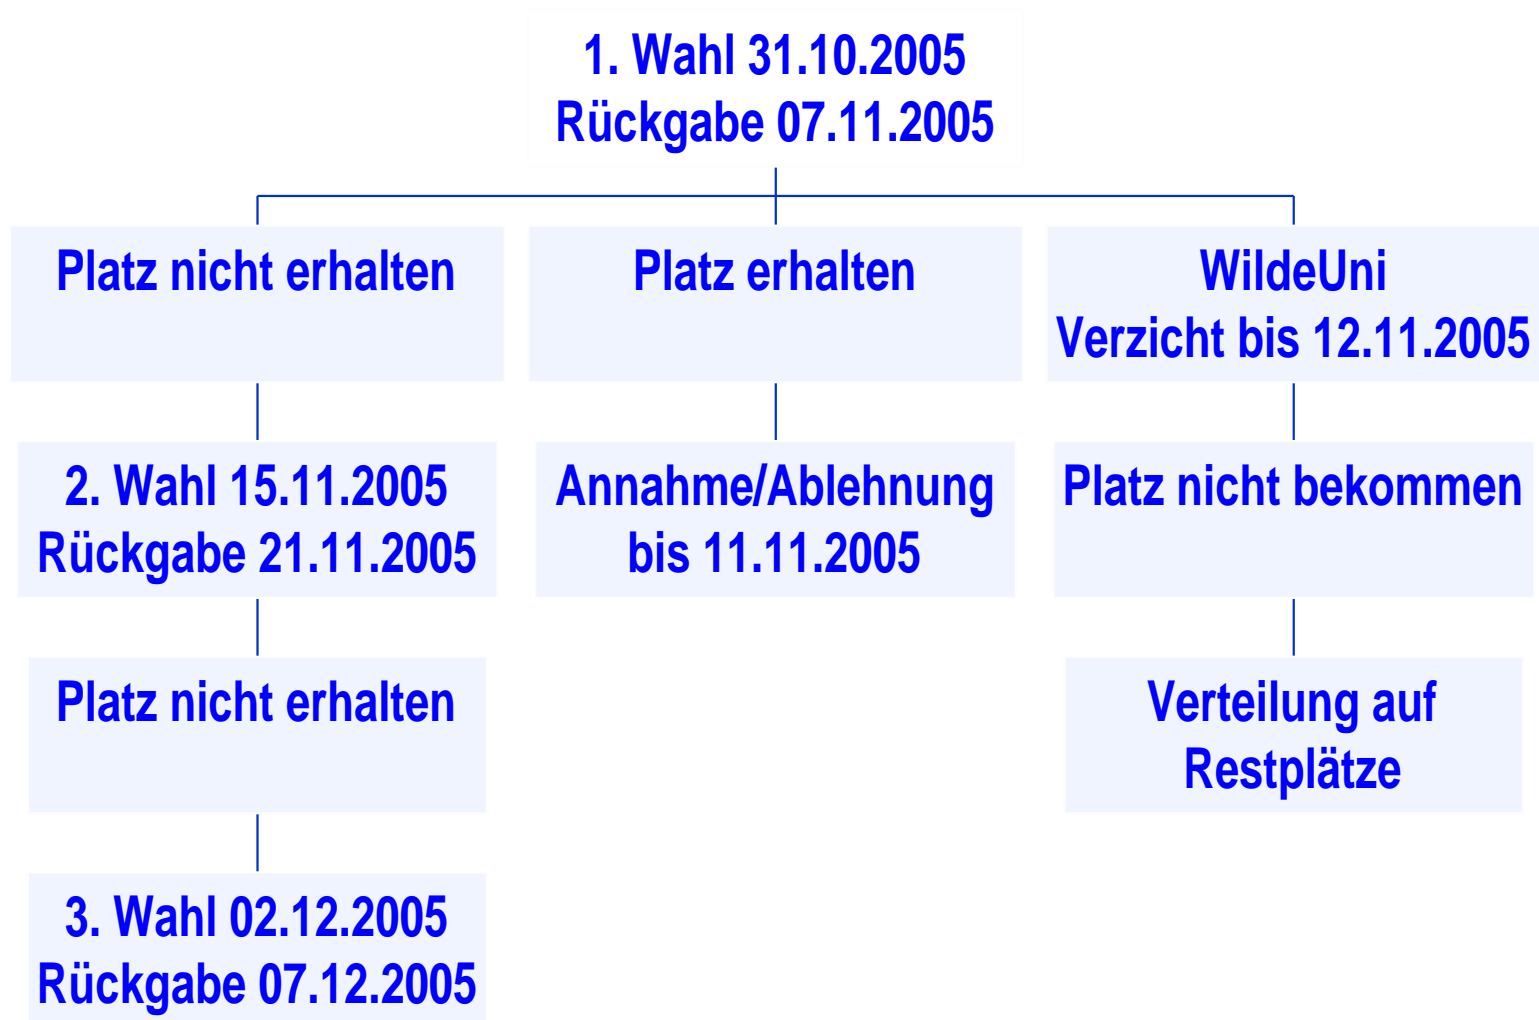 1. Wahl 31.10.2005
Rückgabe 07.11.2005
Platz nicht erhalten
Platz erhalten
WildeUni
Verzicht bis 12.11.2005
2. Wahl 15.11.2005
Rückgabe 21.11.2005
Annahme/Ablehnung
bis 11.11.2005
Platz nicht bekommen
Platz nicht erhalten
Verteilung auf
Restplätze
3. Wahl 02.12.2005
Rückgabe 07.12.2005